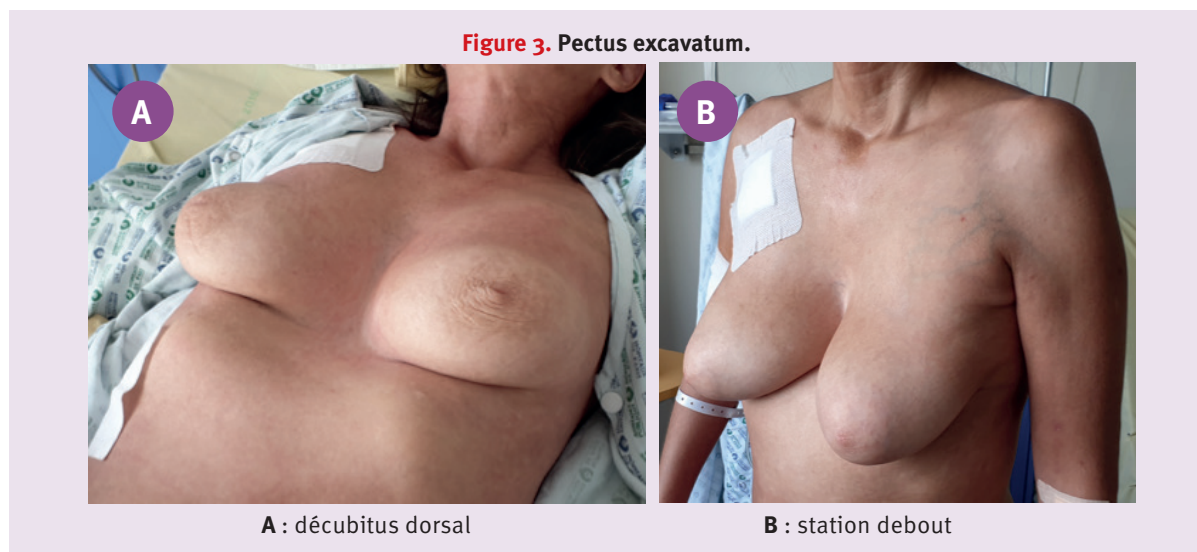 Figure 3. Pectus excavatum.
A
B
A : décubitus dorsal
B : station debout